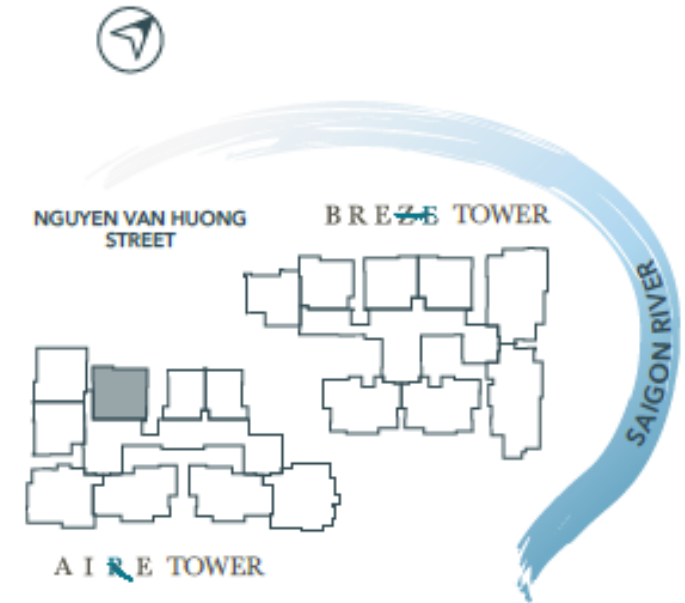 NGUYEN VAN HUONG
STREET
BREZE TOWER
SAIGON RIVER
AIRE TOWER